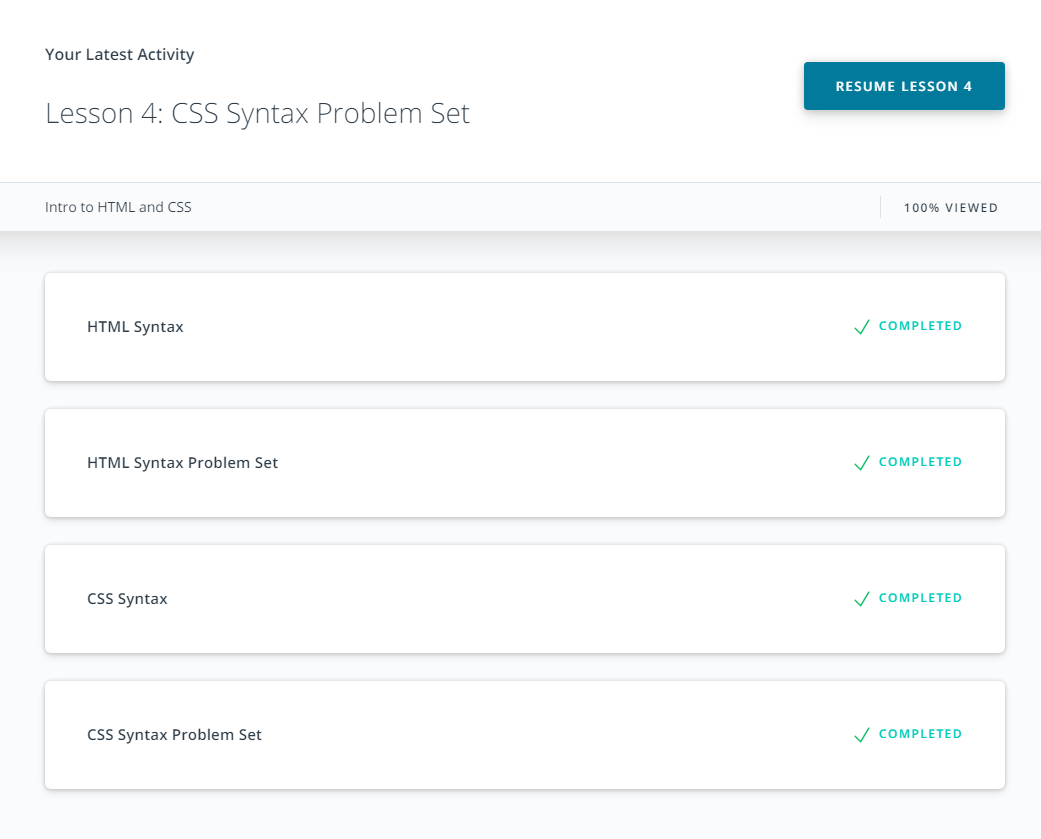 Your Latest Activity
Lesson 4: CSS Syntax Problem Set
RESUME LESSON 4
Intro to HTML and CSS
100% VIEWED
HTML Syntax
COMPLETED
HTML Syntax Problem Set
COMPLETED
CSS Syntax
COMPLETED
CSS Syntax Problem Set
COMPLETED